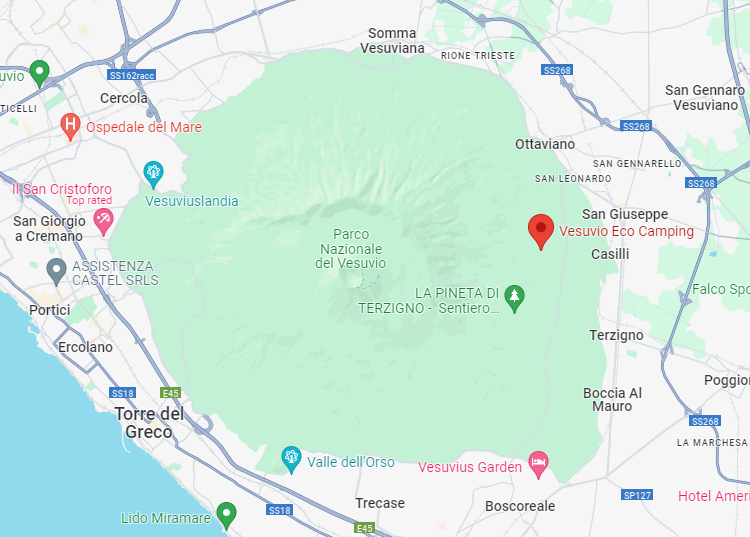 Somma
Vesuviana
RIONE TRIESTE
SS268
uvio
SS162racc
TICELLI
Cercola
San Gennaro
Vesuviano
H
Ospedale del Mare
SS268
Ottaviano
SAN GENNARELLO
SAN LEONARDO
SS268
Il San Cristoforo
Top rated
Vesuviuslandia
San Giorgio
a Cremano
San Giuseppe
Vesuvio Eco Camping
Parco
Nazionale
del Vesuvio
Casilli
ASSISTENZA
CASTEL SRLS
LA PINETA DI
TERZIGNO - Sentiero...
Falco Spo
Portici
Ercolano
Terzigno
SS18
E45
Poggior
Boccia Al
Mauro
Torre del
Greco
SS268
LA MARCHESA
Valle dell'Orso
Vesuvius Garden
Trecase
Boscoreale
SP127
Hotel Ameri
SS18
Lido Miramare
E45